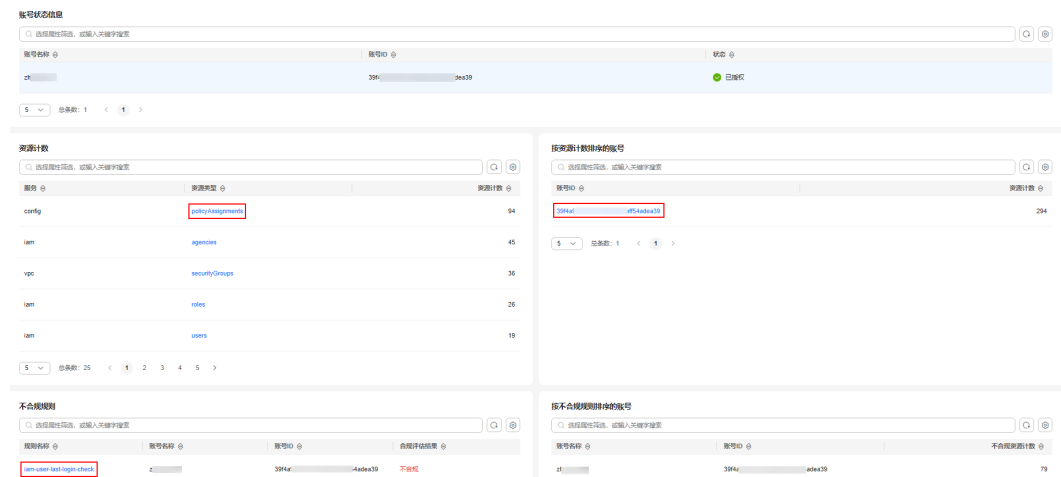 账号状态信息
选择属性筛选，或输入关键字搜索
账号名称 账号ID 状态
zh 39f4 dea39 已授权
5 总条数：1 < 1 >
资源计数
选择属性筛选，或输入关键字搜索
服务 资源类型 资源计数
config policyAssignments 94
iam agencies 45
vpc securityGroups 36
iam roles 26
iam users 19
5 总条数：25 < 1 2 3 4 5 >
按资源计数排序的账号
选择属性筛选，或输入关键字搜索
账号ID 资源计数
39f4a eff54adea39 294
5 总条数：1 < 1 >
不合规规则
选择属性筛选，或输入关键字搜索
规则名称 账号名称 账号ID 合规评估结果
iam-user-last-login-check z 39f4a 4adea39 不合规
按不合规规则排序的账号
选择属性筛选，或输入关键字搜索
账号名称 账号ID 不合规资源计数
zh 39f4a adea39 79